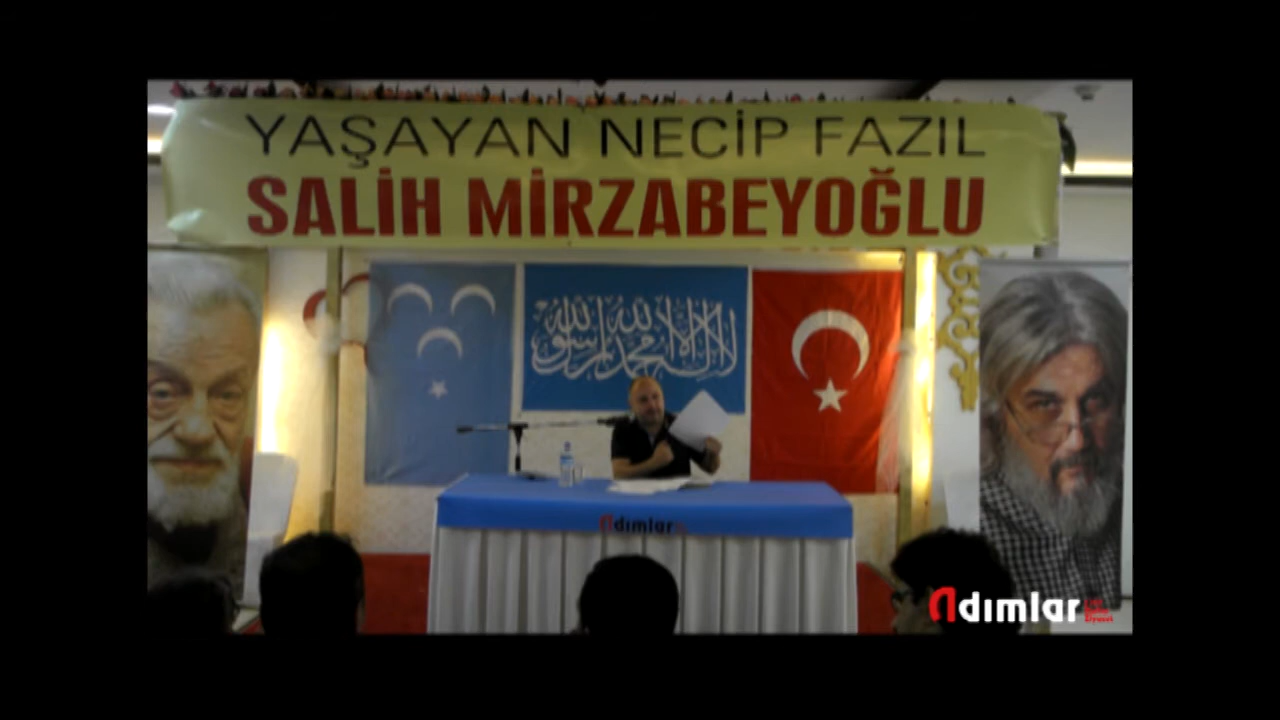 YAŞAYAN NECİP FAZIL
SALİH MİRZABEYOĞLU
لا إله إلا الله محمد رسول الله
Adımlar
Adımlar